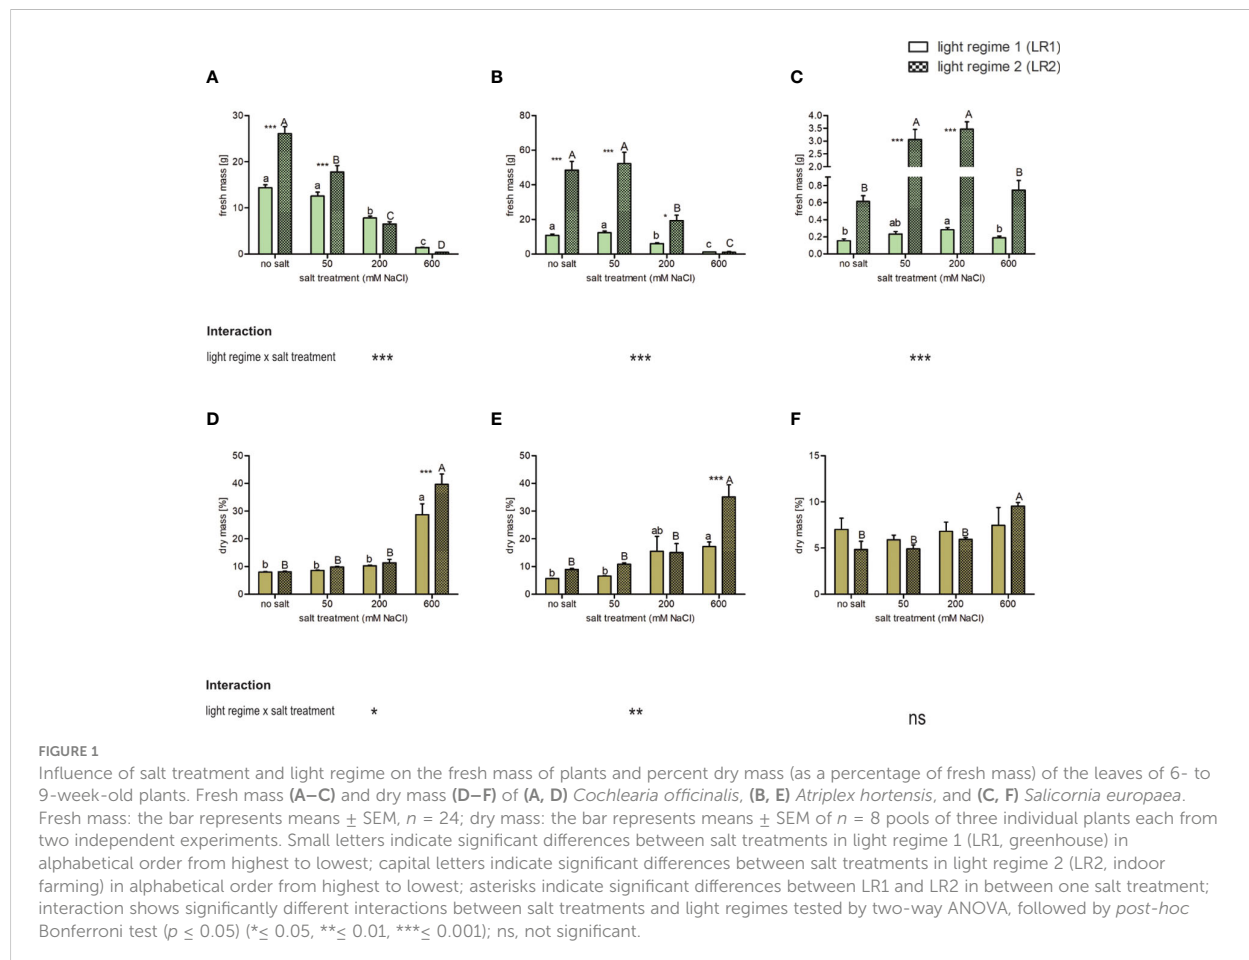 light regime 1 (LR1)
light regime 2 (LR2)
A
30
20
10
0
fresh mass [g]
a
*** A
a
*** B
b
C
c
D
no salt 50 200 600
salt treatment (mM NaCl)
B
80
60
40
20
0
fresh mass [g]
a
*** A
a
*** A
b
* B
c
C
no salt 50 200 600
salt treatment (mM NaCl)
C
4.0
3.5
3.0
2.5
2.0
0.8
0.6
0.4
0.2
0.0
fresh mass [g]
b
B
ab
*** A
a
*** A
b
B
no salt 50 200 600
salt treatment (mM NaCl)
Interaction
light regime x salt treatment *** *** ***
D
50
40
30
20
10
0
dry mass [%]
b B b B b B a *** A
no salt 50 200 600
salt treatment (mM NaCl)
E
50
40
30
20
10
0
dry mass [%]
b B b B ab B a *** A
no salt 50 200 600
salt treatment (mM NaCl)
F
15
10
5
0
dry mass [%]
B B B A
no salt 50 200 600
salt treatment (mM NaCl)
Interaction
light regime x salt treatment * ** ns
FIGURE 1
Influence of salt treatment and light regime on the fresh mass of plants and percent dry mass (as a percentage of fresh mass) of the leaves of 6- to
9-week-old plants. Fresh mass (A–C) and dry mass (D–F) of (A, D) Cochlearia officinalis, (B, E) Atriplex hortensis, and (C, F) Salicornia europaea.
Fresh mass: the bar represents means ± SEM, n = 24; dry mass: the bar represents means ± SEM of n = 8 pools of three individual plants each from
two independent experiments. Small letters indicate significant differences between salt treatments in light regime 1 (LR1, greenhouse) in
alphabetical order from highest to lowest; capital letters indicate significant differences between salt treatments in light regime 2 (LR2, indoor
farming) in alphabetical order from highest to lowest; asterisks indicate significant differences between LR1 and LR2 in between one salt treatment;
interaction shows significantly different interactions between salt treatments and light regimes tested by two-way ANOVA, followed by post-hoc
Bonferroni test (p ≤ 0.05) (*≤ 0.05, **≤ 0.01, ***≤ 0.001); ns, not significant.